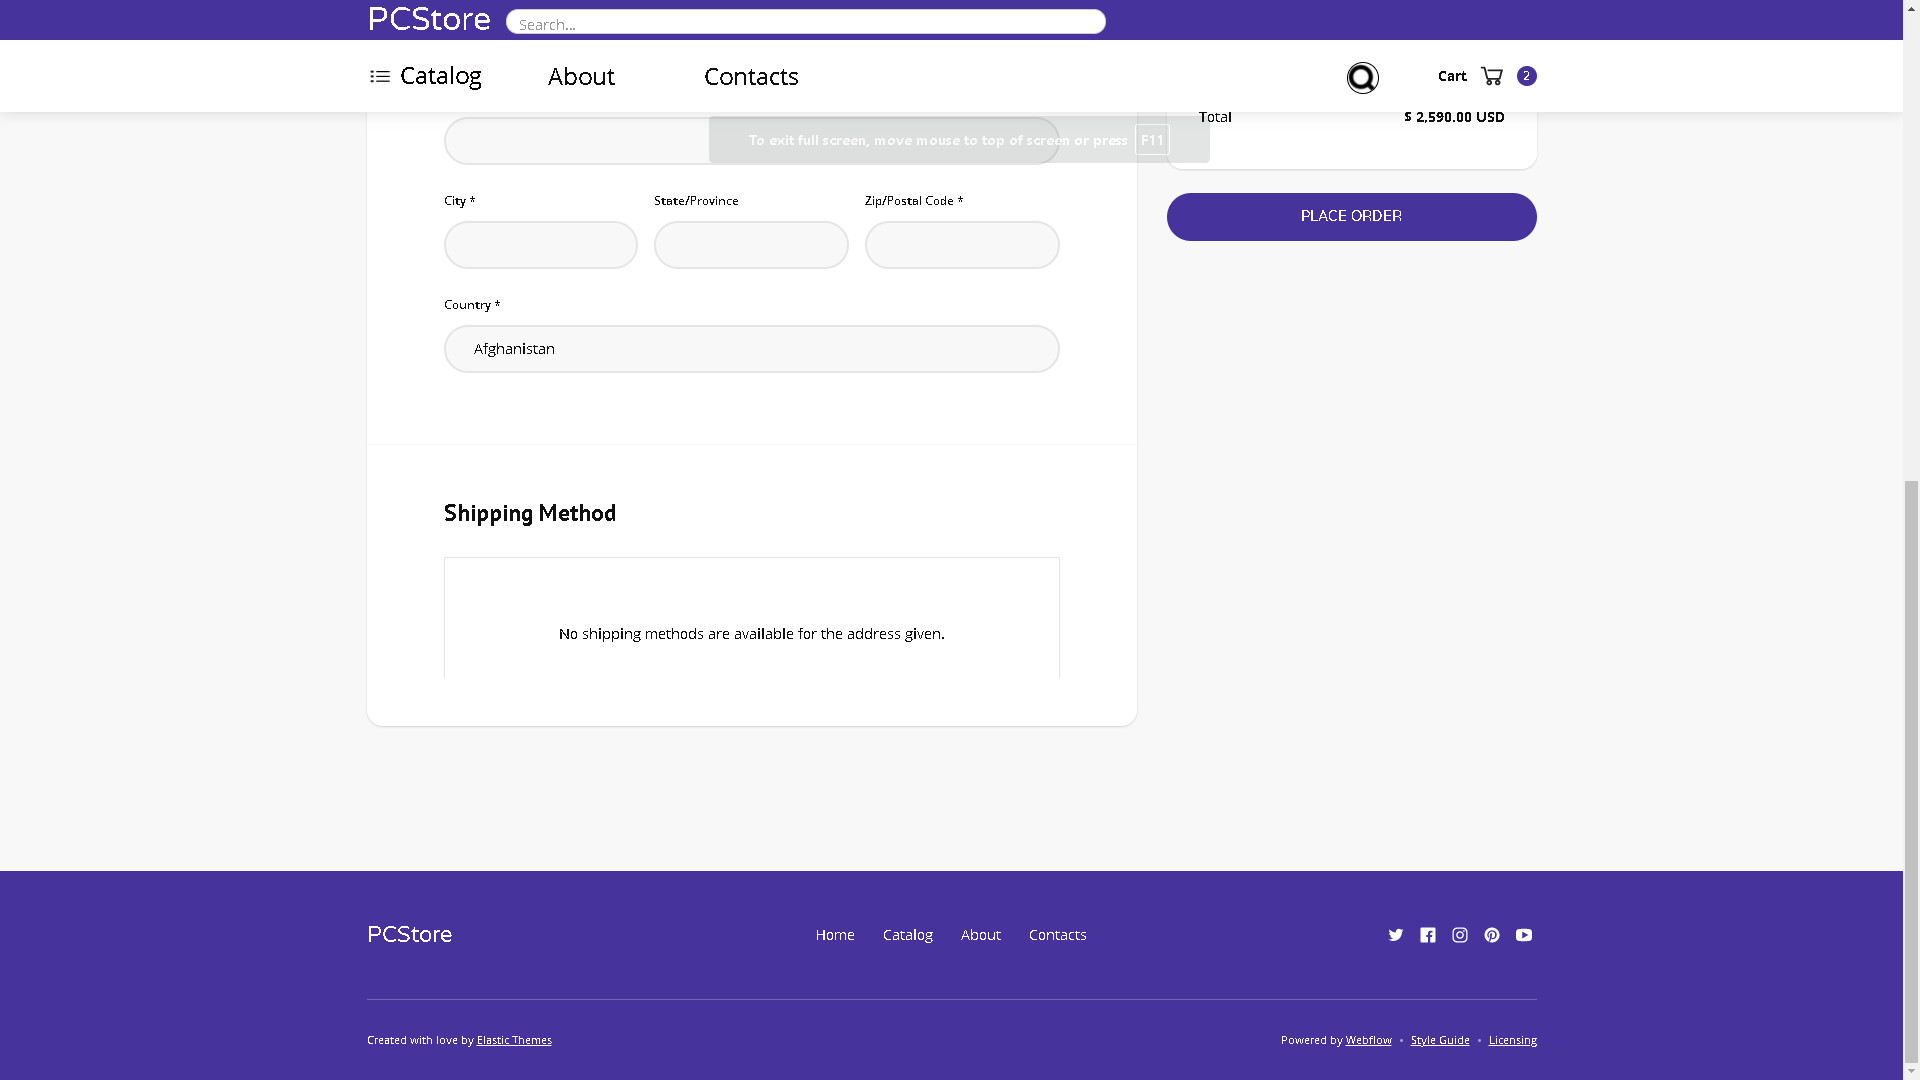 PCStore
Search...
Catalog
About
Contacts
Cart
2
Total
$ 2,590.00 USD
To exit full screen, move mouse to top of screen or press F11
City *
State/Province
Zip/Postal Code *
PLACE ORDER
Country *
Afghanistan
Shipping Method
No shipping methods are available for the address given.
PCStore
Home
Catalog
About
Contacts
Created with love by Elastic Themes
Powered by Webflow • Style Guide • Licensing